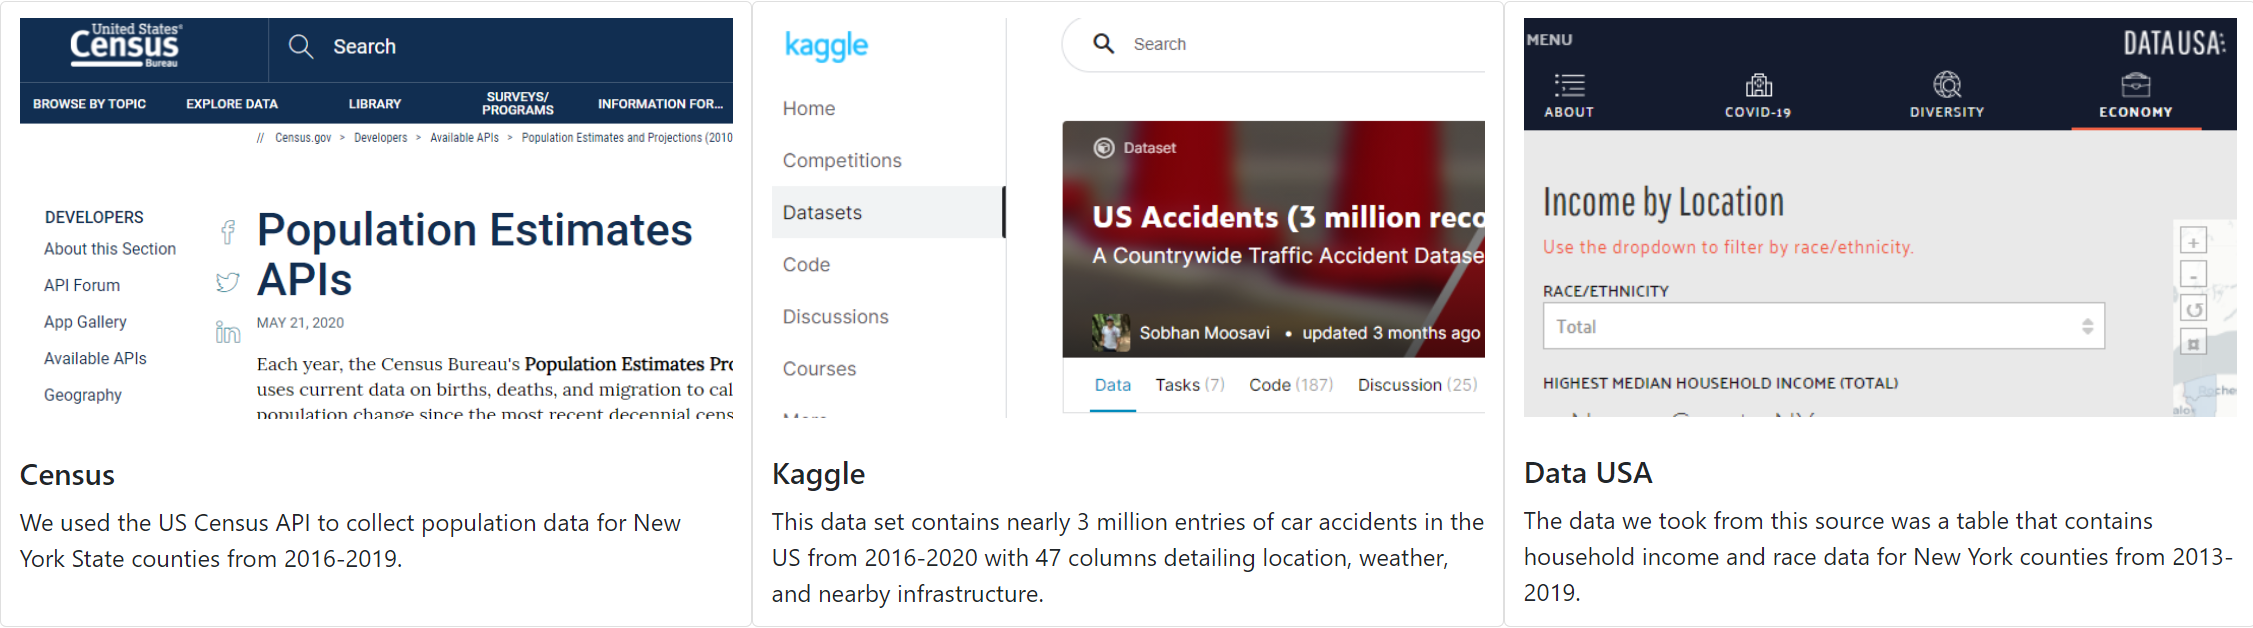 United States®
Census
Bureau
Search
BROWSE BY TOPIC
EXPLORE DATA
LIBRARY
SURVEYS/
PROGRAMS
INFORMATION FOR...
// Census.gov > Developers > Available APIs > Population Estimates and Projections (2010
DEVELOPERS
About this Section
API Forum
App Gallery
Available APIs
Geography
Population Estimates
APIs
MAY 21, 2020
Each year, the Census Bureau's Population Estimates Pr
uses current data on births, deaths, and migration to cal
population change since the most recent decennial cens
Census
We used the US Census API to collect population data for New
York State counties from 2016-2019.
kaggle
Search
Home
Competitions
Datasets
Code
Discussions
Courses
Dataset
US Accidents (3 million reco
A Countrywide Traffic Accident Datase
Sobhan Moosavi • updated 3 months ago
Data
Tasks (7)
Code (187)
Discussion (25)
Kaggle
This data set contains nearly 3 million entries of car accidents in the
US from 2016-2020 with 47 columns detailing location, weather,
and nearby infrastructure.
MENU
DATAUSA:
ABOUT
COVID-19
DIVERSITY
ECONOMY
Income by Location
Use the dropdown to filter by race/ethnicity.
RACE/ETHNICITY
Total
HIGHEST MEDIAN HOUSEHOLD INCOME (TOTAL)
Data USA
The data we took from this source was a table that contains
household income and race data for New York counties from 2013-
2019.